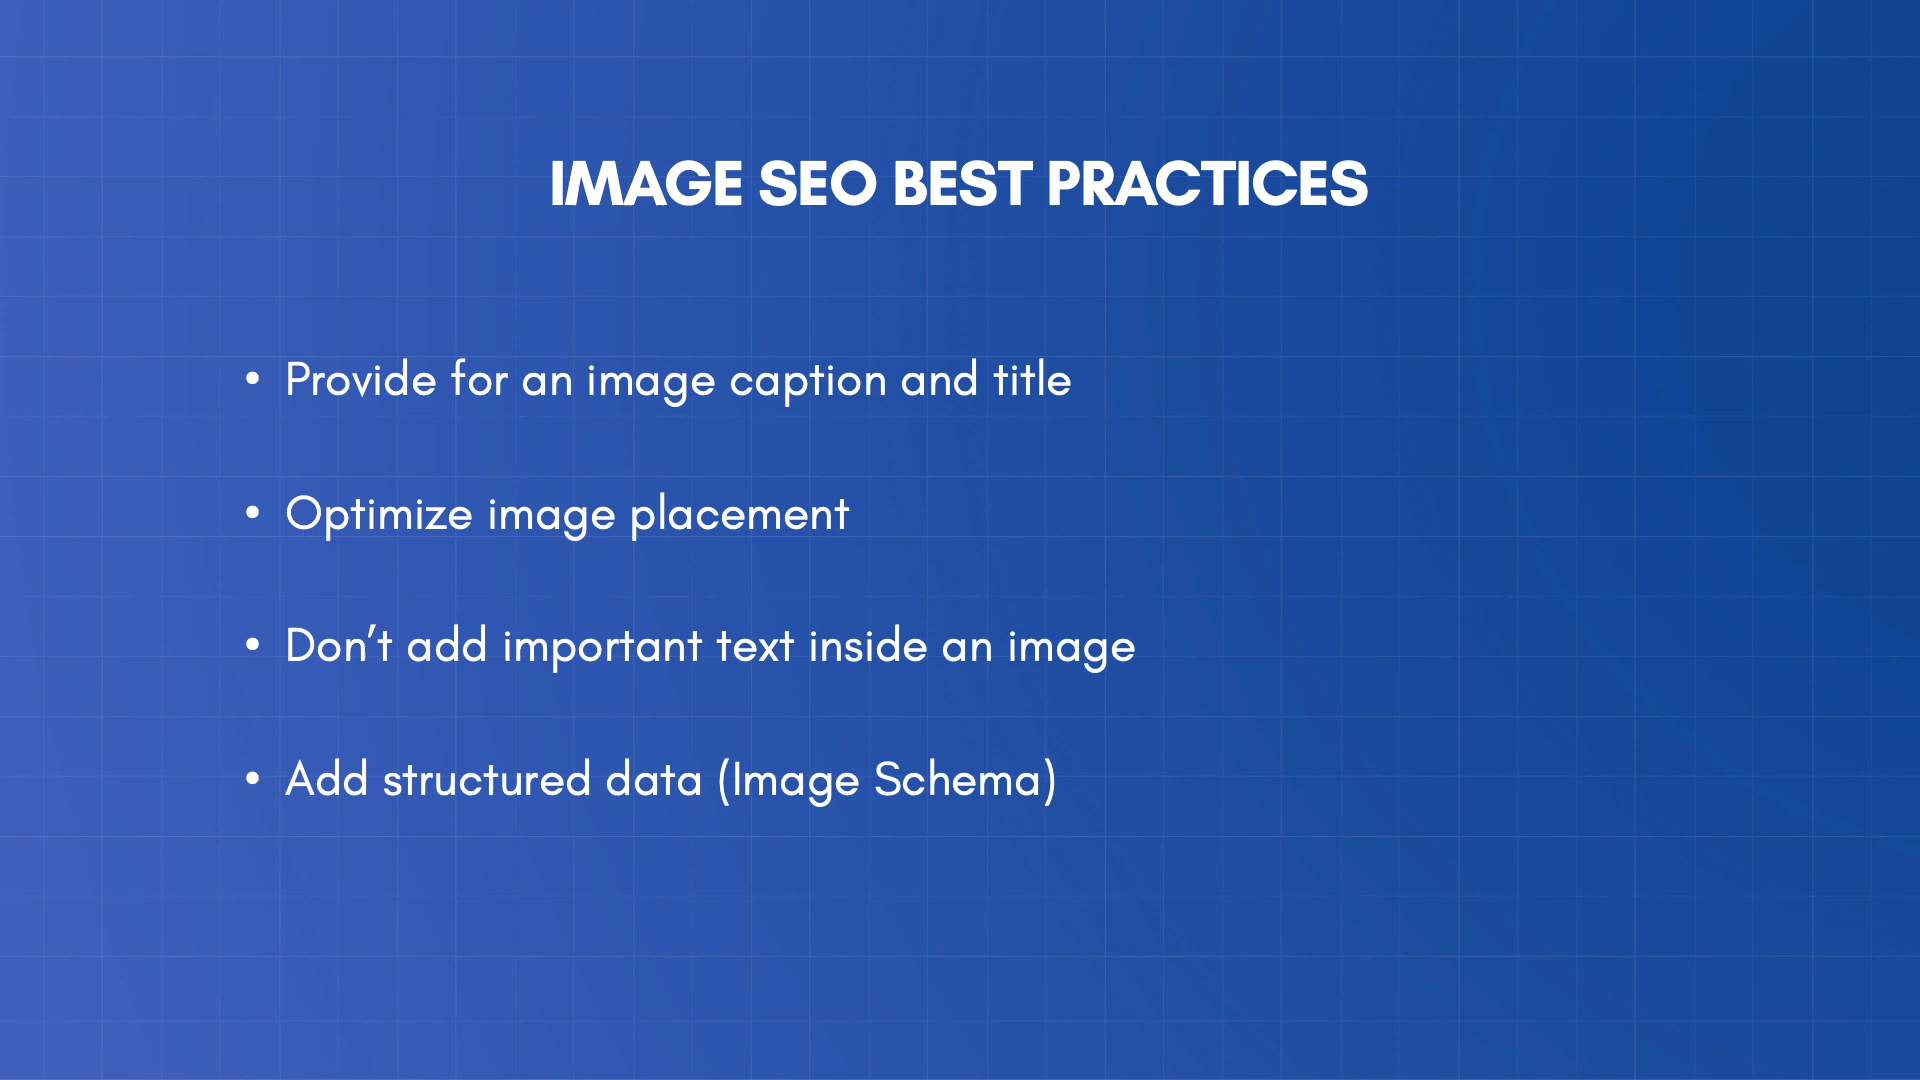 IMAGE SEO BEST PRACTICES
• Provide for an image caption and title
• Optimize image placement
• Don’t add important text inside an image
• Add structured data (Image Schema)